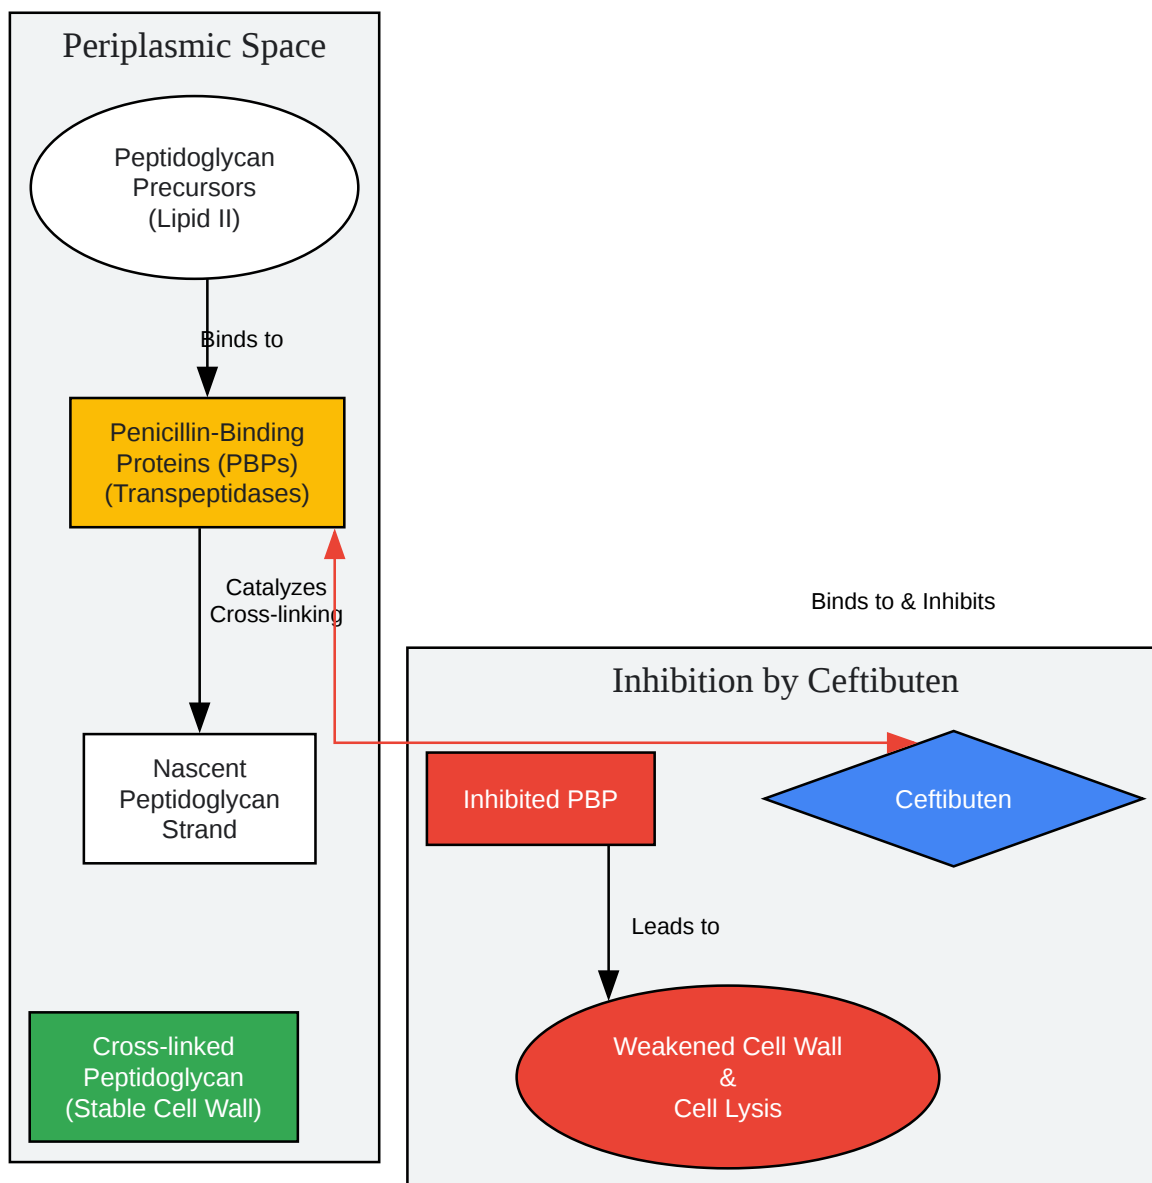 Periplasmic Space
Peptidoglycan
Precursors
(Lipid II)
Binds to
Penicillin-Binding
Proteins (PBPs)
(Transpeptidases)
Catalyzes
Cross-linking
Nascent
Peptidoglycan
Strand
Cross-linked
Peptidoglycan
(Stable Cell Wall)
Binds to & Inhibits
Inhibition by Ceftibuten
Inhibited PBP
Ceftibuten
Leads to
Weakened Cell Wall
&
Cell Lysis